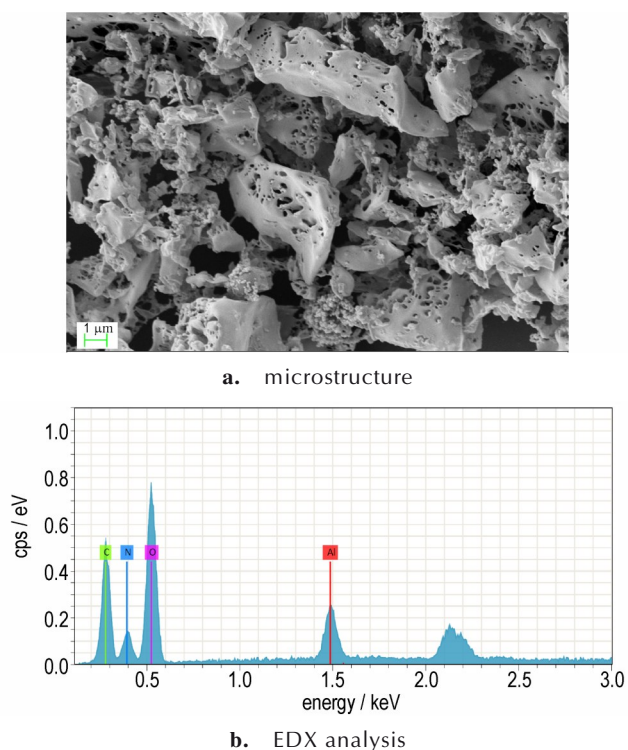 1 μm
a. microstructure
1.0
0.8
0.6
0.4
0.2
0.0
cps / eV
C N O Al
0.5 1.0 1.5 2.0 2.5 3.0
energy / keV
b. EDX analysis